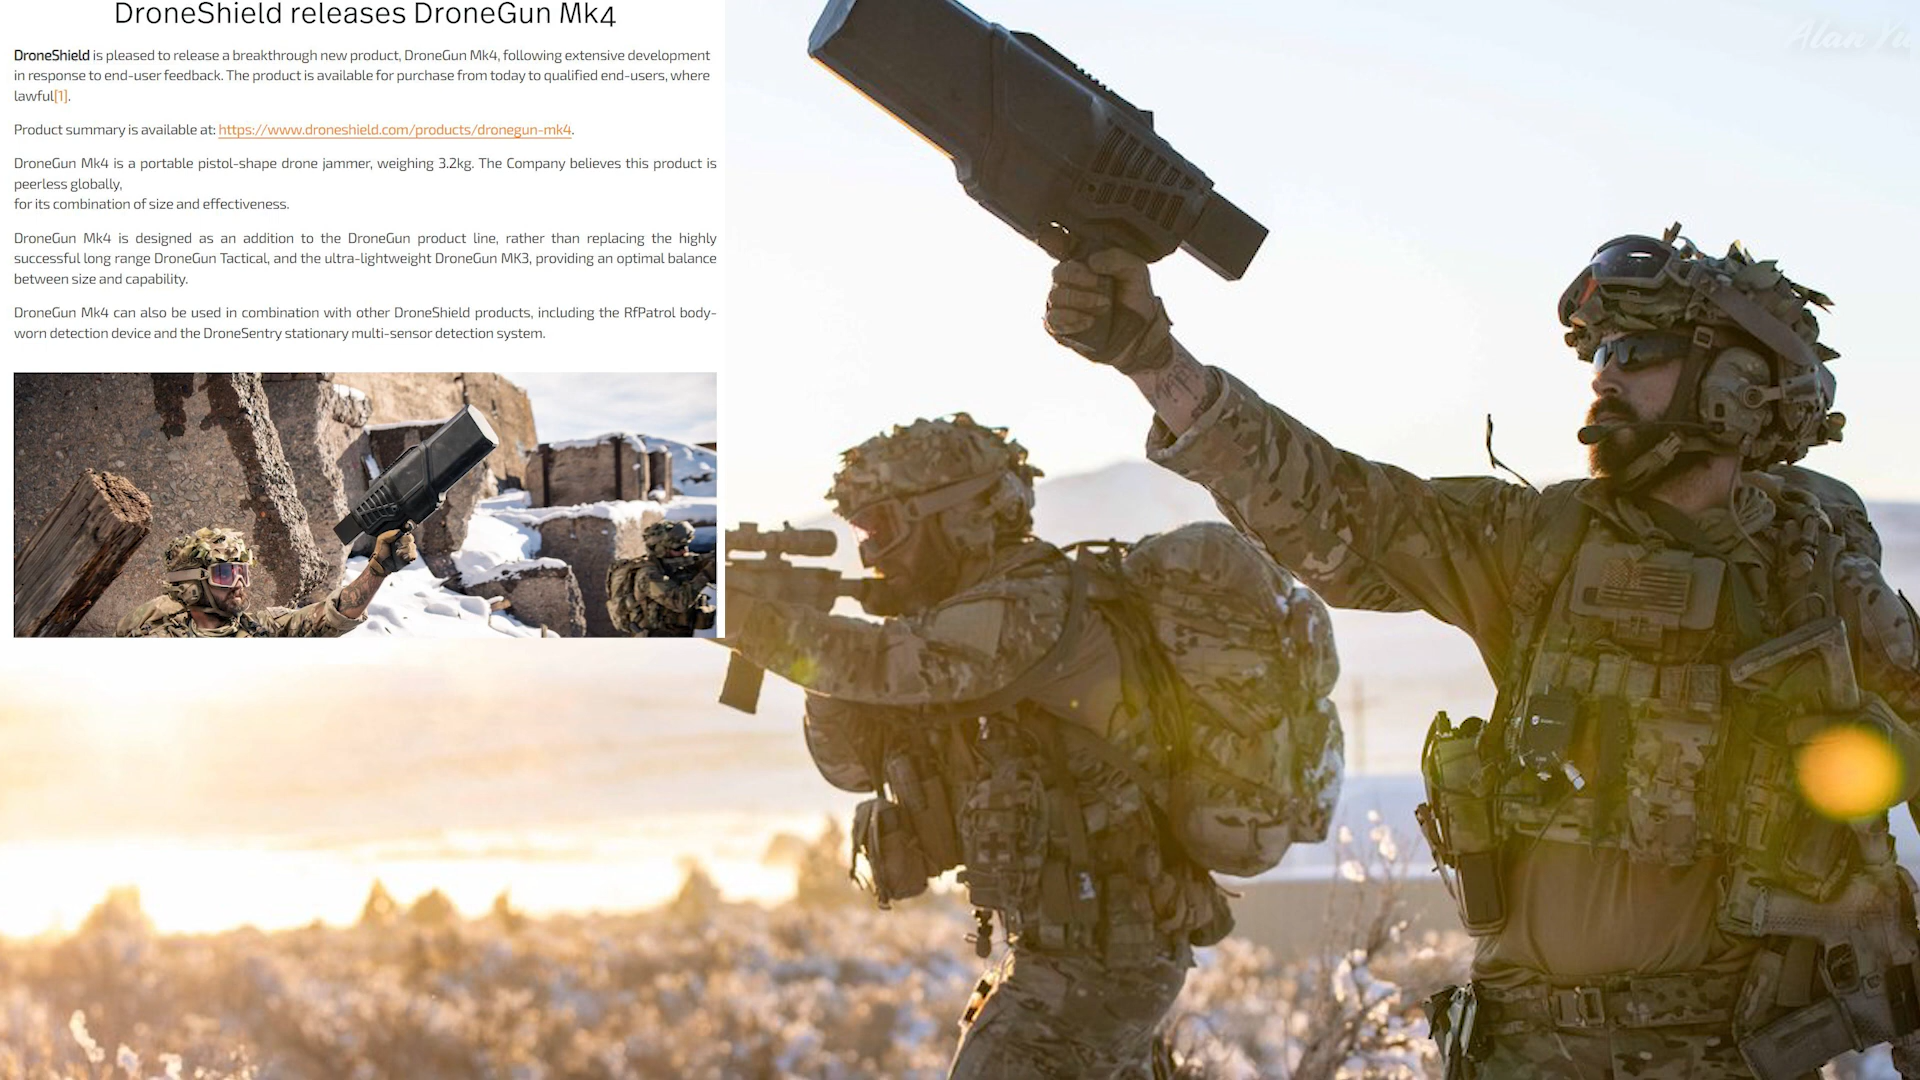 DroneShield releases DroneGun Mk4
Alan Yu
DroneShield is pleased to release a breakthrough new product, DroneGun Mk4, following extensive development
in response to end-user feedback. The product is available for purchase from today to qualified end-users, where
lawful[1].
Product summary is available at: https://www.droneshield.com/products/dronegun-mk4.
DroneGun Mk4 is a portable pistol-shape drone jammer, weighing 3.2kg. The Company believes this product is
peerless globally,
for its combination of size and effectiveness.
DroneGun Mk4 is designed as an addition to the DroneGun product line, rather than replacing the highly
successful long range DroneGun Tactical, and the ultra-lightweight DroneGun MK3, providing an optimal balance
between size and capability.
DroneGun Mk4 can also be used in combination with other DroneShield products, including the RfPatrol body-
worn detection device and the DroneSentry stationary multi-sensor detection system.